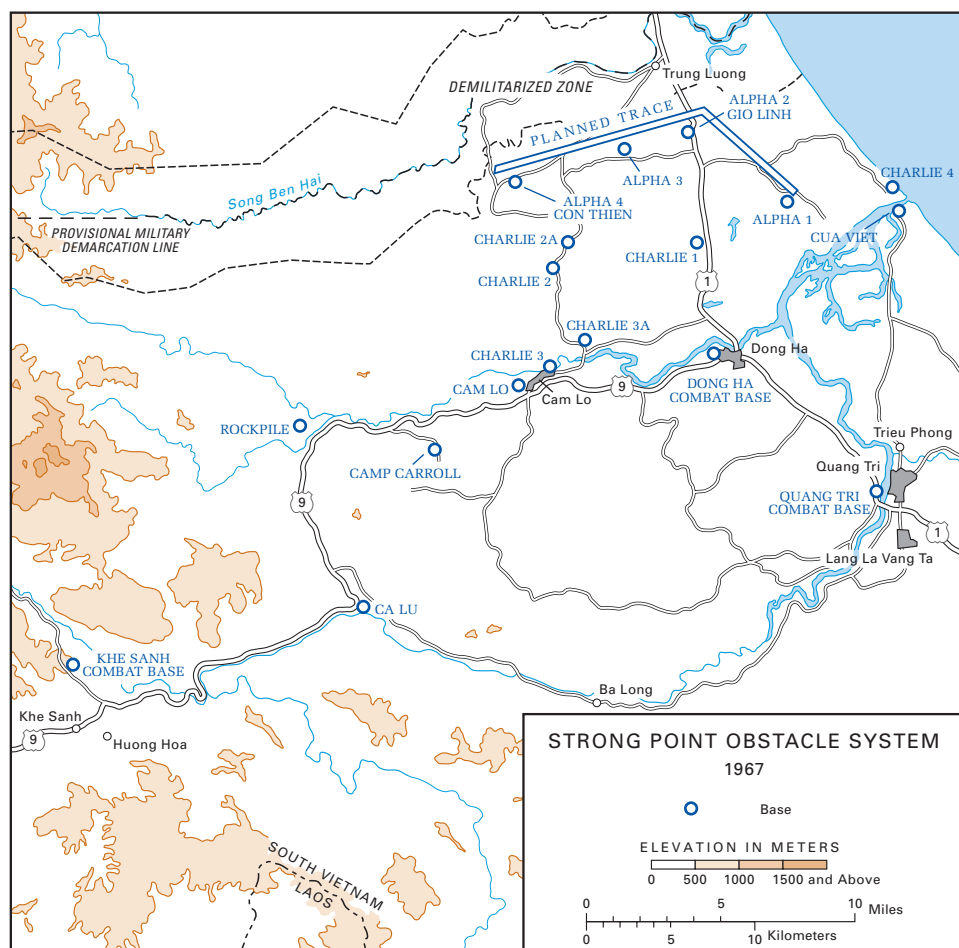 Trung Luong
DEMILITARIZED ZONE
ALPHA 2
GIO LINH
PLANNED TRACE
ALPHA 3
CHARLIE 4
Song Ben Hai
ALPHA 4
CON THIEN
ALPHA 1
PROVISIONAL MILITARY
DEMARCATION LINE
CUA VIET
CHARLIE 2A
CHARLIE 1
CHARLIE 2
1
CHARLIE 3A
Dong Ha
CHARLIE 3
CAM LO
Cam Lo
9
DONG HA
COMBAT BASE
ROCKPILE
Trieu Phong
CAMP CARROLL
Quang Tri
9
QUANG TRI
COMBAT BASE
1
Lang La Vang Ta
CA LU
KHE SANH
COMBAT BASE
Ba Long
Khe Sanh
9
Huong Hoa
SOUTH VIETNAM
LAOS
STRONG POINT OBSTACLE SYSTEM
1967
Base
ELEVATION IN METERS
0 500 1000 1500 and Above
0 5 10 Miles
0 5 10 Kilometers